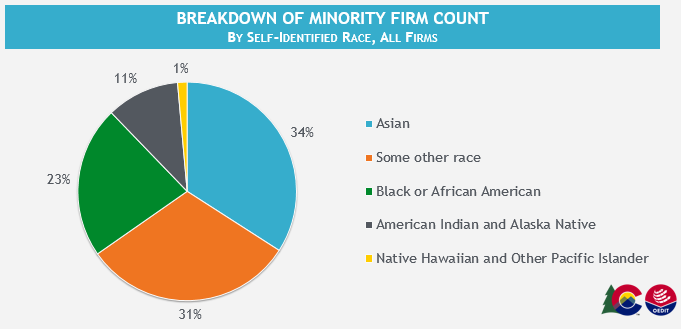 BREAKDOWN OF MINORITY FIRM COUNT
BY SELF-IDENTIFIED RACE, ALL FIRMS
1%
11%
34%
23%
31%
Asian
Some other race
Black or African American
American Indian and Alaska Native
Native Hawaiian and Other Pacific Islander
OEDIT